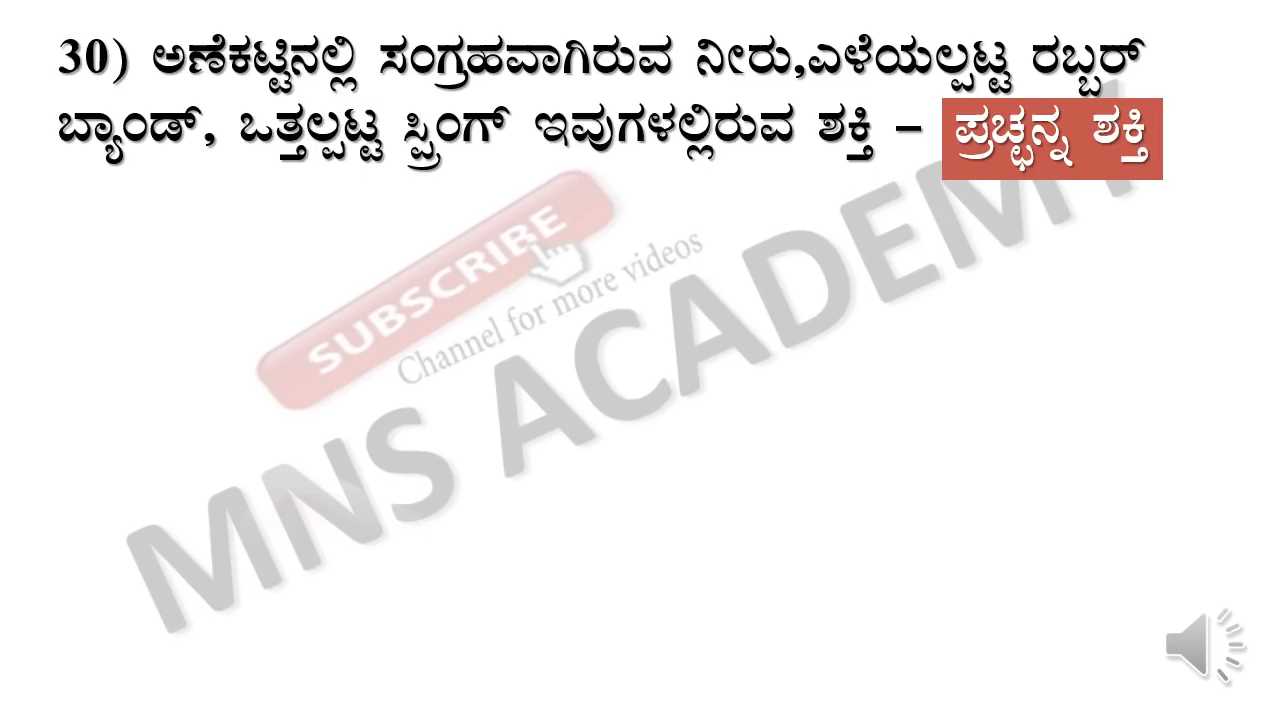 30) ಅಣೆಕಟ್ಟಿನಲ್ಲಿ ಸಂಗ್ರಹವಾಗಿರುವ ನೀರು,ಎಳೆಯಲ್ಪಟ್ಟ ರಬ್ಬರ್
ಬ್ಯಾಂಡ್, ಒತ್ತಲ್ಪಟ್ಟ ಸ್ಪ್ರಿಂಗ್ ಇವುಗಳಲ್ಲಿರುವ ಶಕ್ತಿ – ಪ್ರಚ್ಛನ್ನ ಶಕ್ತಿ
SUBSCRIBE
Channel for more videos
MNS ACADEMY